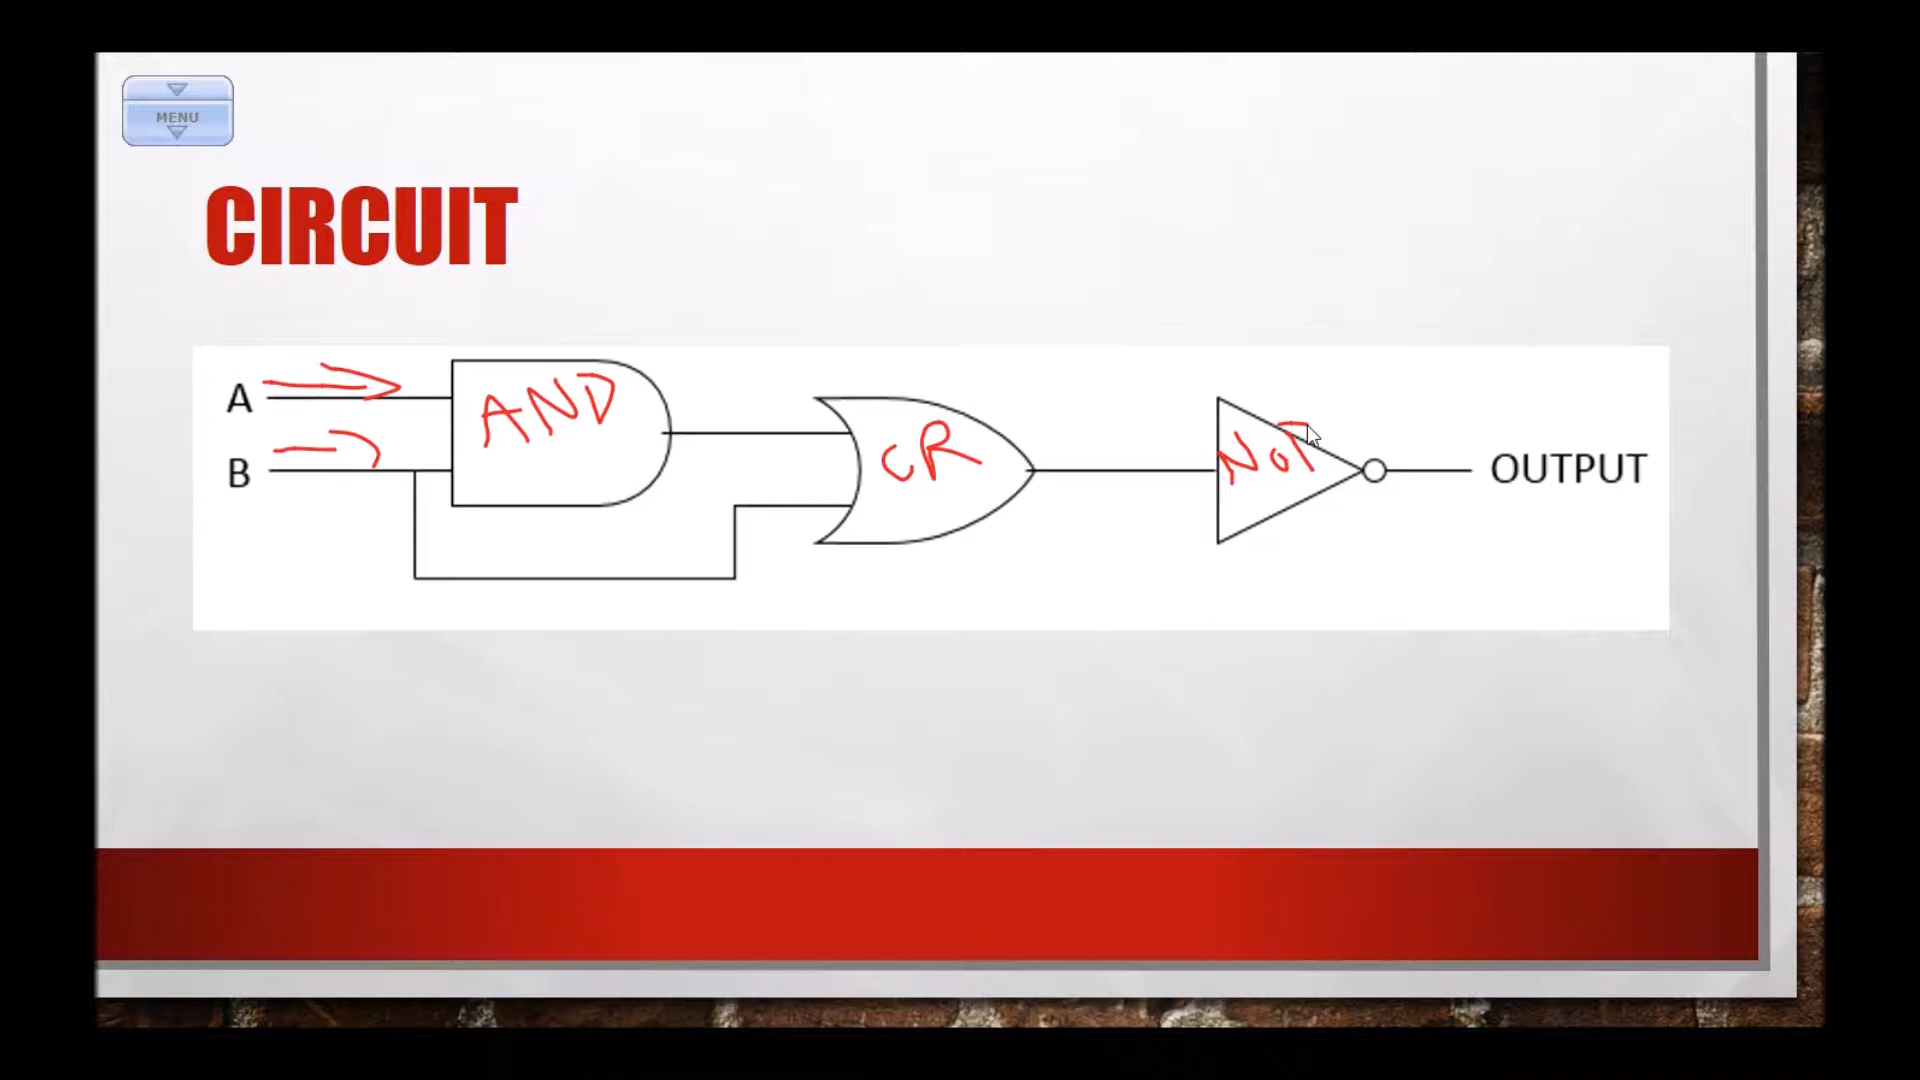 MENU
CIRCUIT
A
AND
B
OR
NOT
OUTPUT